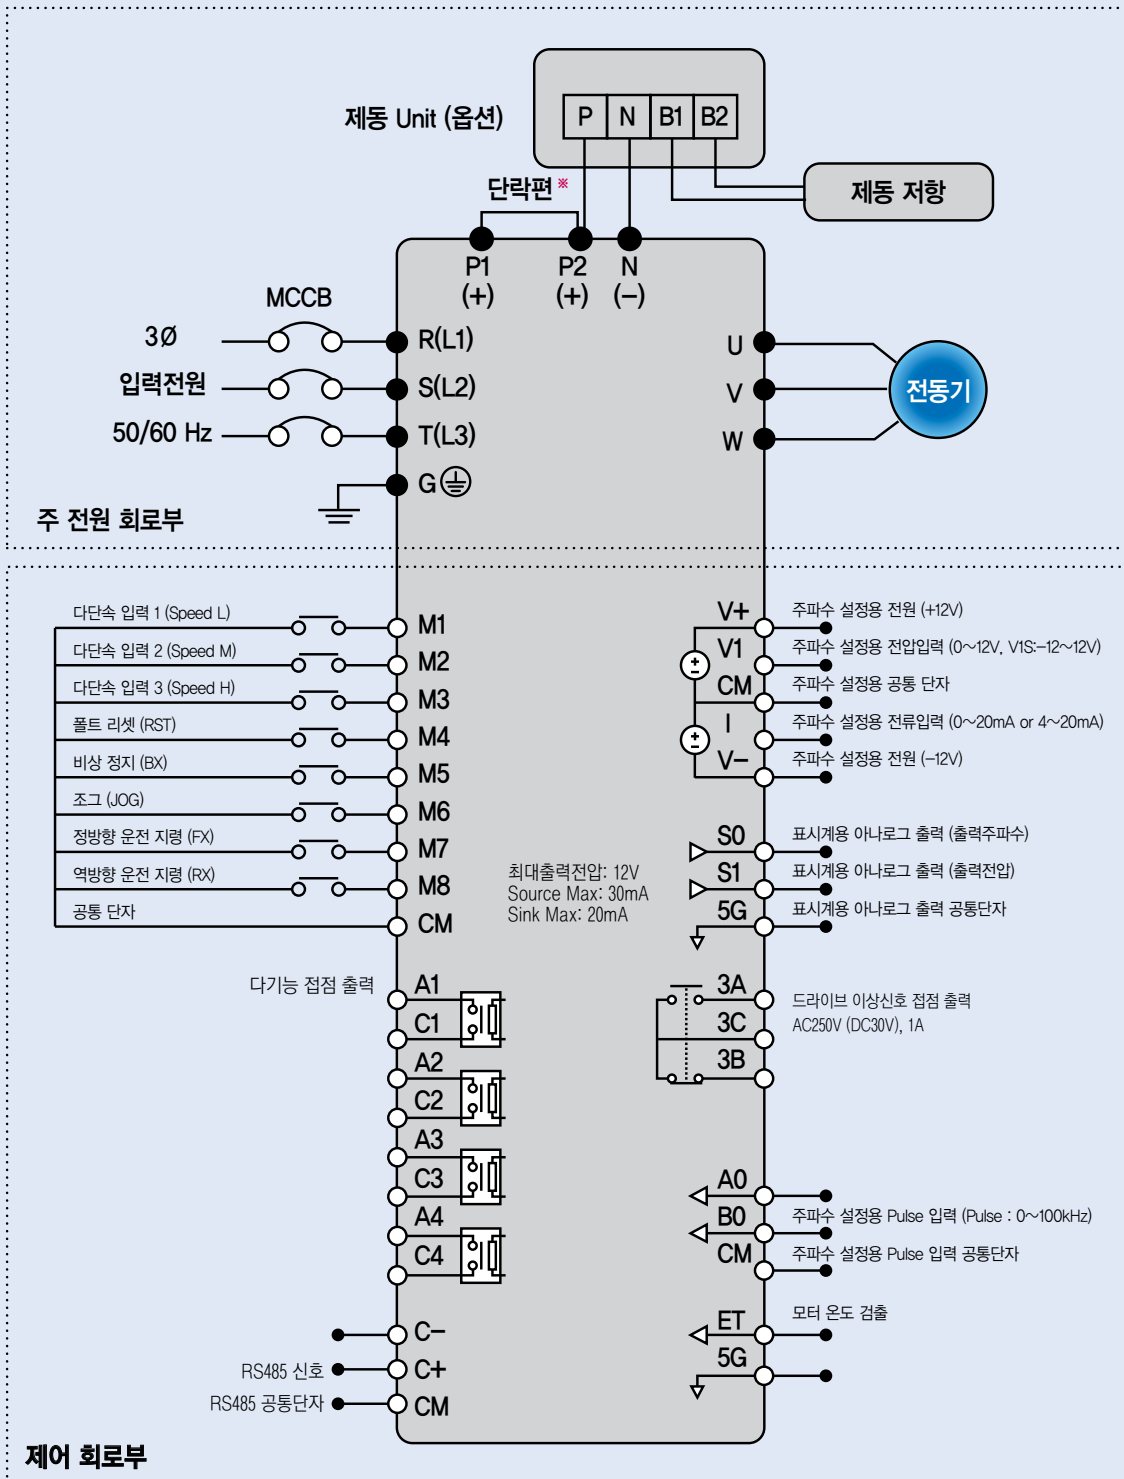 제동 Unit (옵션)
P N B1 B2
단락편 ※
제동 저항
P1 P2 N
(+) (+) (−)
MCCB
3Ø
R(L1)
입력전원
S(L2)
50/60 Hz
T(L3)
G
U
V
W
전동기
주 전원 회로부
다단속 입력 1 (Speed L)
M1
다단속 입력 2 (Speed M)
M2
다단속 입력 3 (Speed H)
M3
폴트 리셋 (RST)
M4
비상 정지 (BX)
M5
조그 (JOG)
M6
정방향 운전 지령 (FX)
M7
역방향 운전 지령 (RX)
M8
공통 단자
CM
V+
주파수 설정용 전원 (+12V)
V1
주파수 설정용 전압입력 (0~12V, V1S:−12~12V)
CM
주파수 설정용 공통 단자
I
주파수 설정용 전류입력 (0~20mA or 4~20mA)
V−
주파수 설정용 전원 (−12V)
S0
표시계용 아나로그 출력 (출력주파수)
S1
표시계용 아나로그 출력 (출력전압)
5G
표시계용 아나로그 출력 공통단자
최대출력전압: 12V
Source Max: 30mA
Sink Max: 20mA
다기능 접점 출력
A1
C1
A2
C2
A3
C3
A4
C4
3A
3C
3B
드라이브 이상신호 접점 출력
AC250V (DC30V), 1A
A0
B0
주파수 설정용 Pulse 입력 (Pulse : 0~100kHz)
CM
주파수 설정용 Pulse 입력 공통단자
ET
모터 온도 검출
5G
C−
RS485 신호
C+
RS485 공통단자
CM
제어 회로부